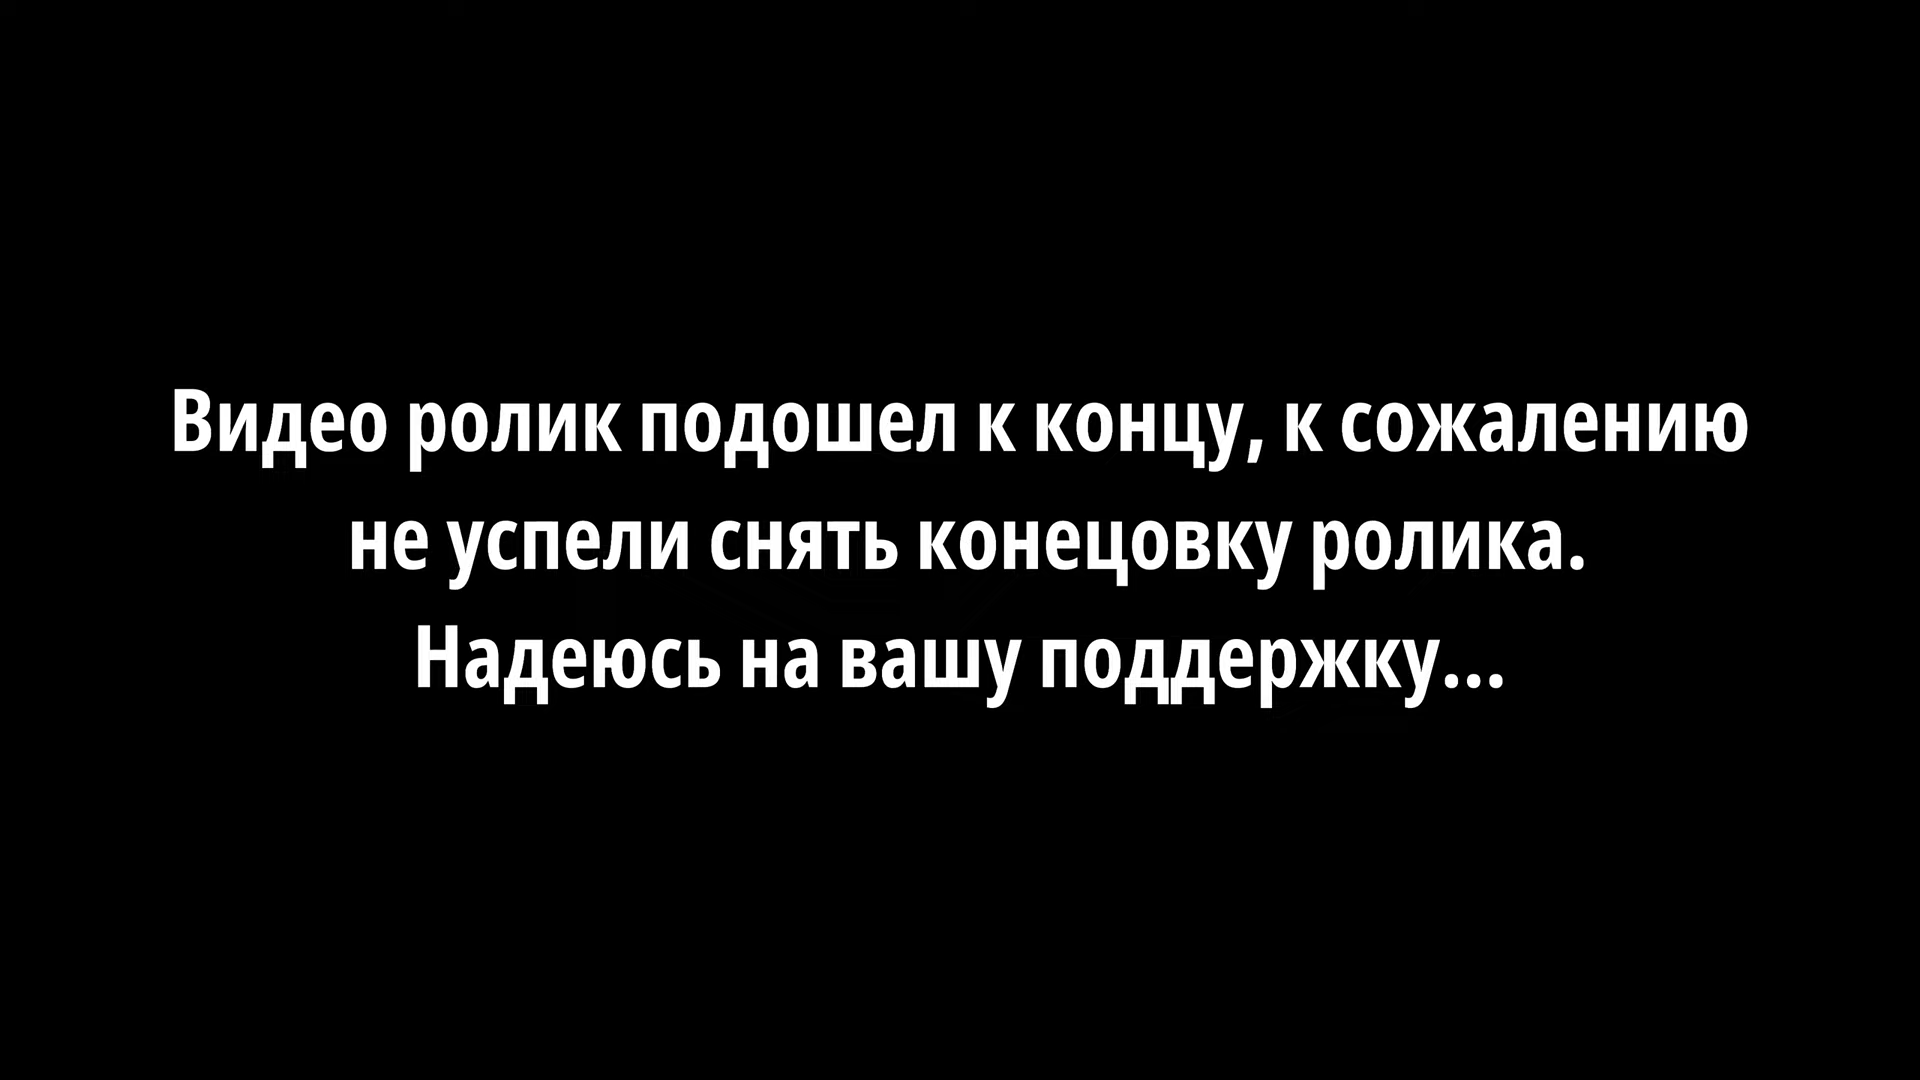 Видео ролик подошел к концу, к сожалению
не успели снять конецовку ролика.
Надеюсь на вашу поддержку...